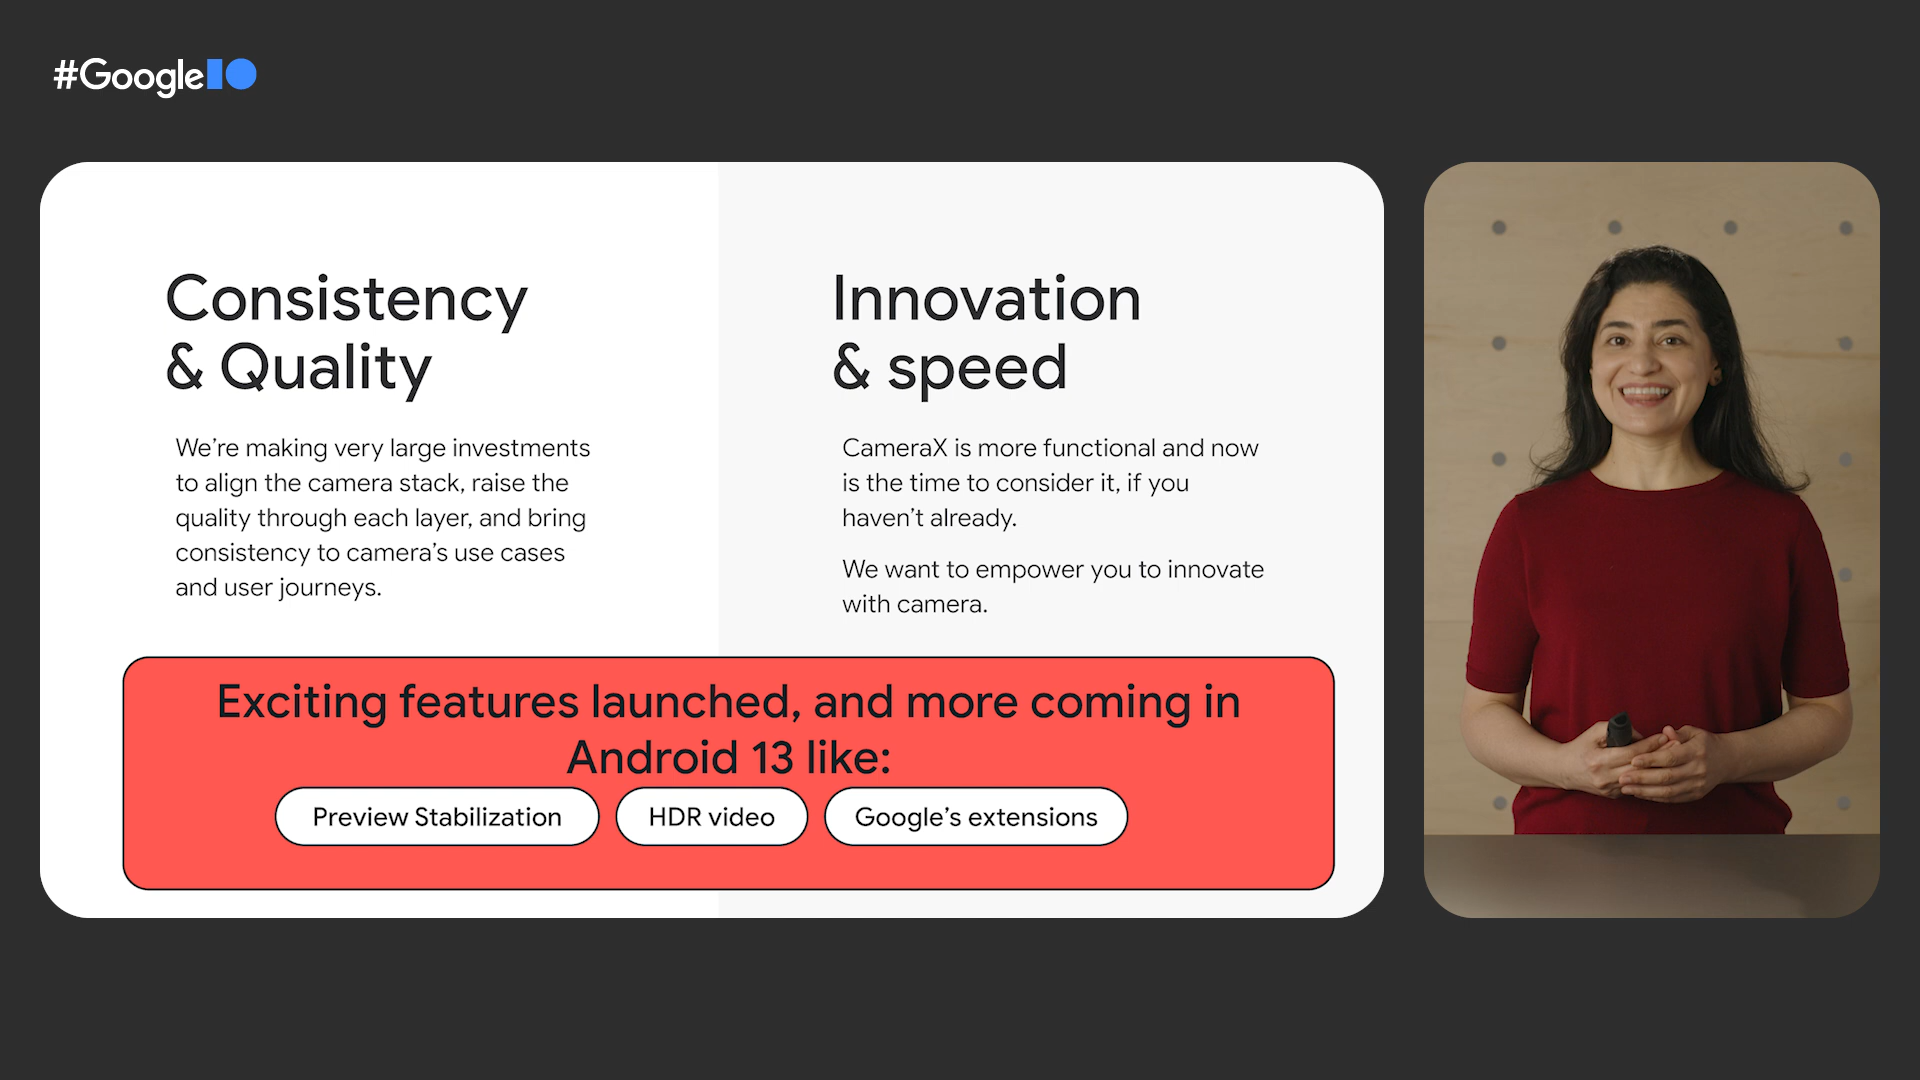 #GoogleIO
Consistency
& Quality
We’re making very large investments
to align the camera stack, raise the
quality through each layer, and bring
consistency to camera’s use cases
and user journeys.
Innovation
& speed
CameraX is more functional and now
is the time to consider it, if you
haven’t already.
We want to empower you to innovate
with camera.
Exciting features launched, and more coming in
Android 13 like:
Preview Stabilization
HDR video
Google’s extensions